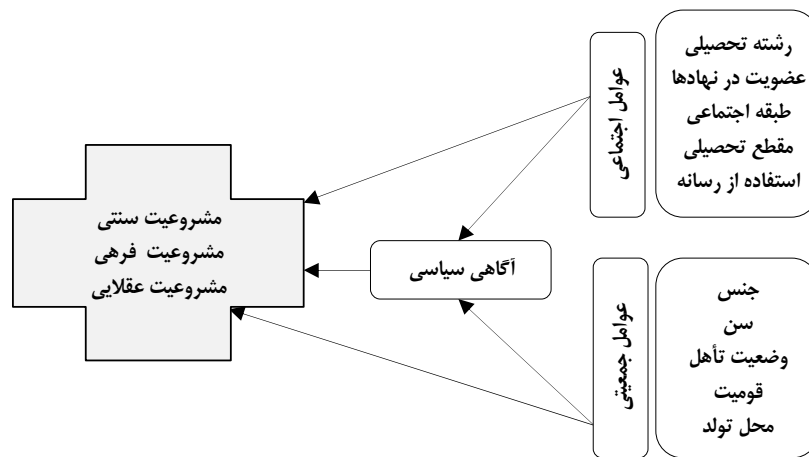 عوامل اجتماعی
رشته تحصیلی
عضویت در نهادها
طبقه اجتماعی
مقطع تحصیلی
استفاده از رسانه
مشروعیت سنتی
مشروعیت فرهی
مشروعیت عقلایی
آگاهی سیاسی
عوامل جمعیتی
جنس
سن
وضعیت تأهل
قومیت
محل تولد